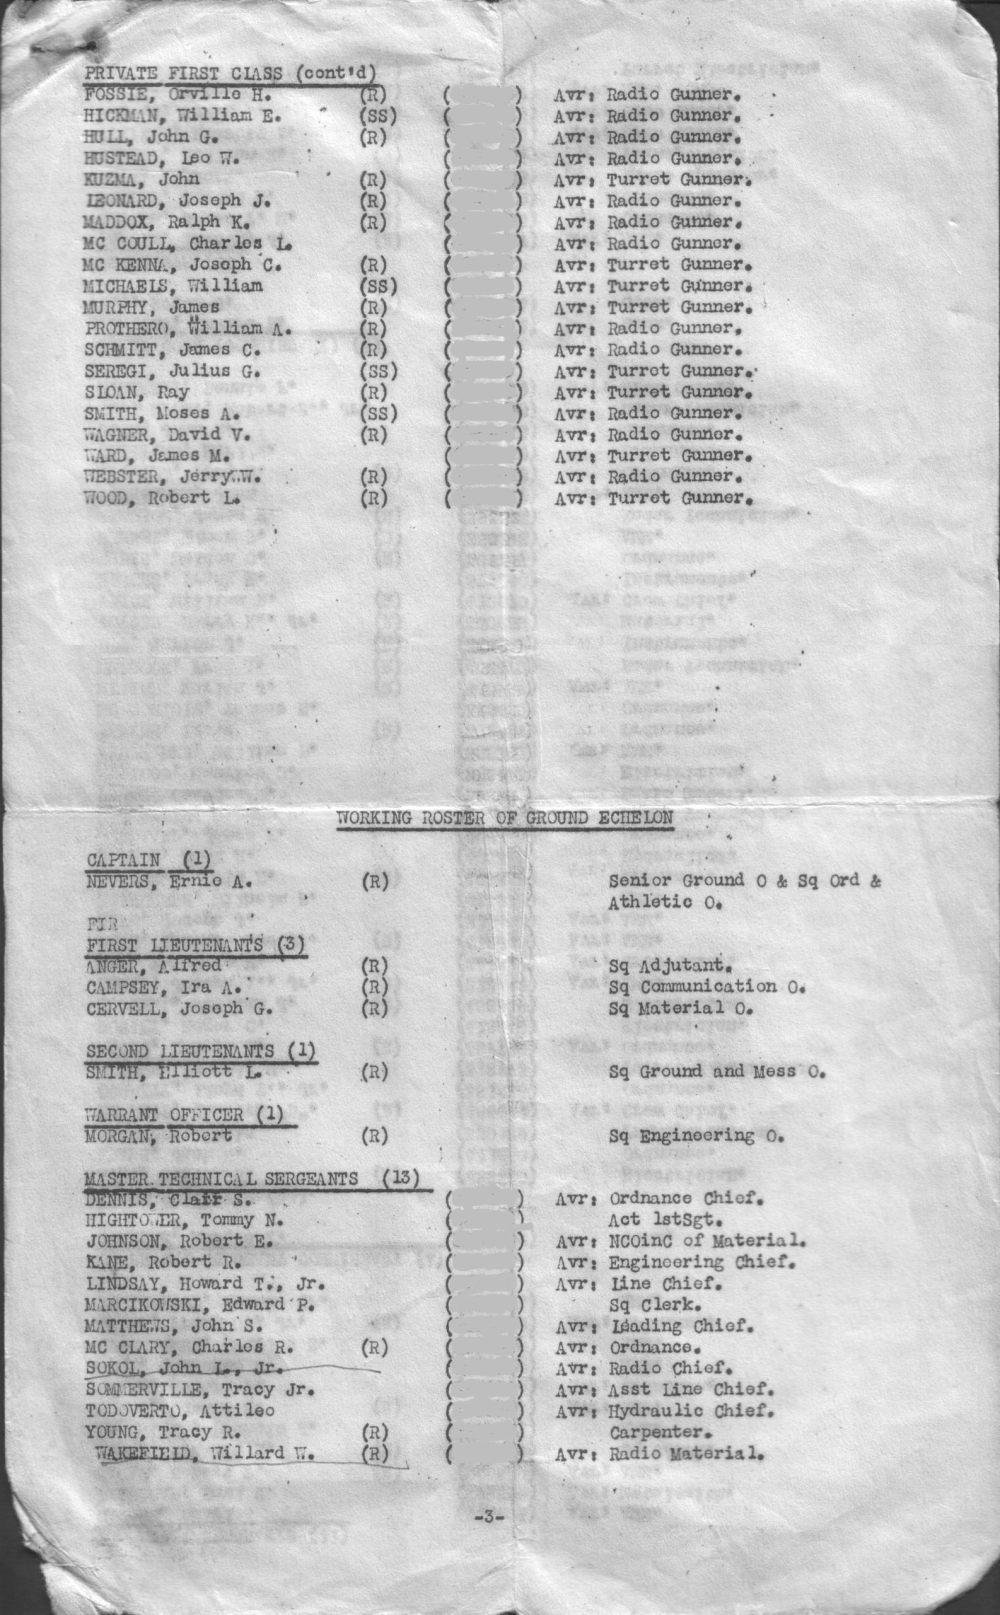 PRIVATE FIRST CLASS (cont'd)
FOSSIE, Orville H. (R) ( ) Avr: Radio Gunner.
HICKMAN, William E. (SS) ( ) Avr: Radio Gunner.
HULL, John G. (R) ( ) Avr: Radio Gunner.
HUSTEAD, Leo W. ( ) Avr: Radio Gunner.
KUZMA, John (R) ( ) Avr: Turret Gunner.
LEONARD, Joseph J. (R) ( ) Avr: Radio Gunner.
MADDOX, Ralph K. (R) ( ) Avr: Radio Gunner.
MC COULL, Charles L. ( ) Avr: Radio Gunner.
MC KENNA, Joseph C. (R) ( ) Avr: Turret Gunner.
MICHAELS, William (SS) ( ) Avr: Turret Gunner.
MURPHY, James (R) ( ) Avr: Turret Gunner.
PROTHERO, William A. (R) ( ) Avr: Radio Gunner.
SCHMITT, James C. (R) ( ) Avr: Radio Gunner.
SEREGI, Julius G. (SS) ( ) Avr: Turret Gunner.
SLOAN, Ray (R) ( ) Avr: Turret Gunner.
SMITH, Moses A. (SS) ( ) Avr: Radio Gunner.
WAGNER, David V. (R) ( ) Avr: Radio Gunner.
WARD, James M. ( ) Avr: Turret Gunner.
WEBSTER, Jerry W. (R) ( ) Avr: Radio Gunner.
WOOD, Robert L. (R) ( ) Avr: Turret Gunner.
WORKING ROSTER OF GROUND ECHELON
CAPTAIN (1)
NEVERS, Ernie A. (R) Senior Ground O & Sq Ord &
Athletic O.
FIR
FIRST LIEUTENANTS (3)
ANGER, Alfred (R) Sq Adjutant.
CAMPSEY, Ira A. (R) Sq Communication O.
CERVELL, Joseph G. (R) Sq Material O.
SECOND LIEUTENANTS (1)
SMITH, Elliott L. (R) Sq Ground and Mess O.
WARRANT OFFICER (1)
MORGAN, Robert (R) Sq Engineering O.
MASTER TECHNICAL SERGEANTS (13)
DENNIS, Clair S. ( ) Avr: Ordnance Chief.
HIGHTOWER, Tommy N. ( ) Act 1stSgt.
JOHNSON, Robert E. ( ) Avr: NCOinC of Material.
KANE, Robert R. ( ) Avr: Engineering Chief.
LINDSAY, Howard T., Jr. ( ) Avr: Line Chief.
MARCIKOWSKI, Edward P. ( ) Sq Clerk.
MATTHEWS, John S. ( ) Avr: Leading Chief.
MC CLARY, Charles R. (R) ( ) Avr: Ordnance.
SOKOL, John L., Jr. ( ) Avr: Radio Chief.
SOMMERVILLE, Tracy Jr. ( ) Avr: Asst Line Chief.
TODOVERTO, Attileo ( ) Avr: Hydraulic Chief.
YOUNG, Tracy R. (R) ( ) Carpenter.
WAKEFIELD, Willard W. (R) ( ) Avr: Radio Material.
-3-